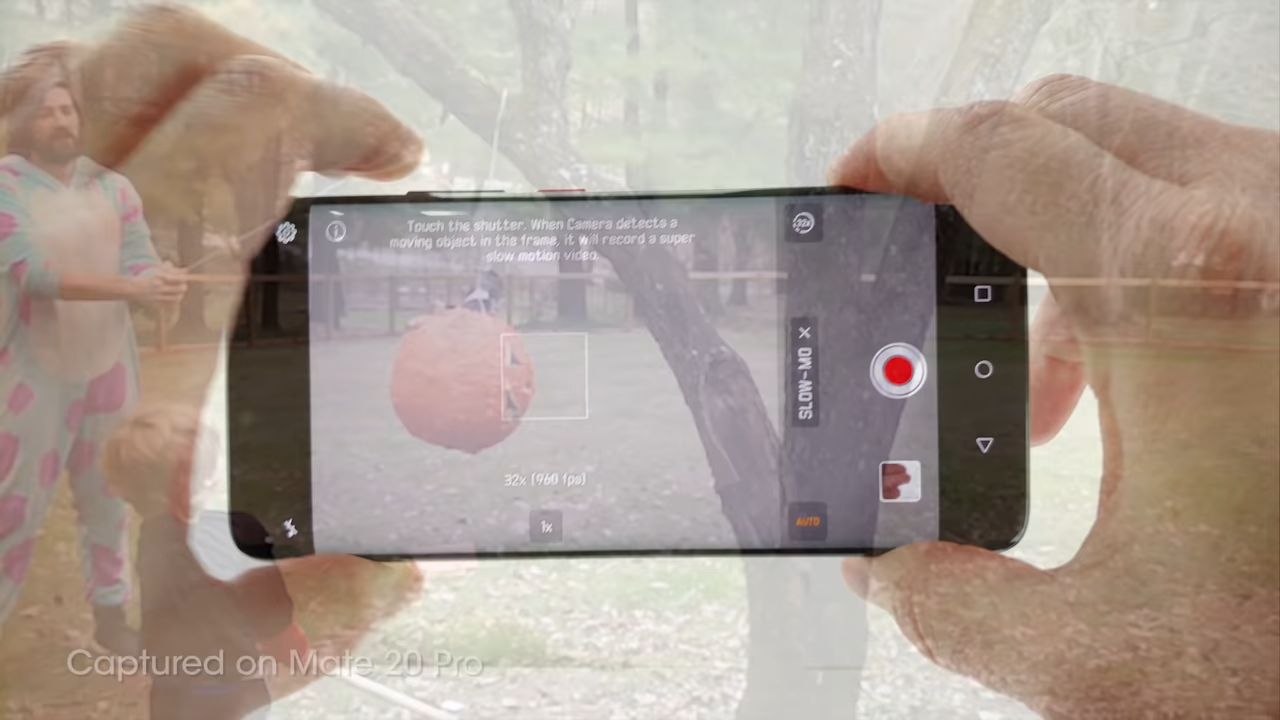 Touch the shutter. When Camera detects a
moving object in the frame, it will record a super
slow motion video.
32x
SLOW-MO
32x (960 fps)
1x
AUTO
Captured on Mate 20 Pro